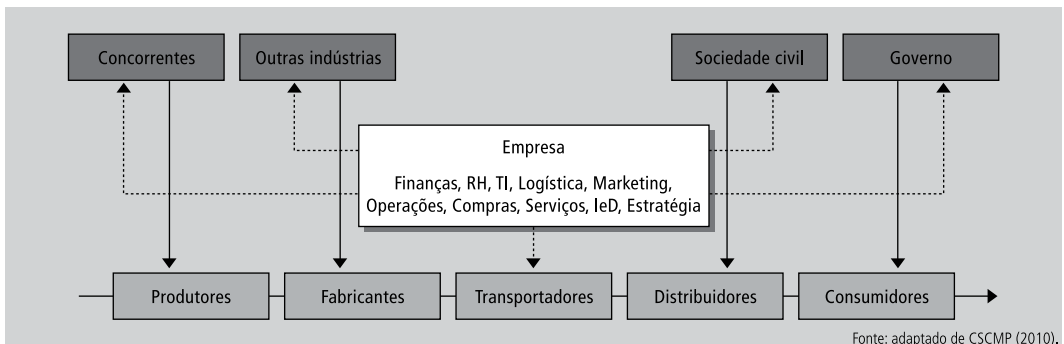 Concorrentes
Outras indústrias
Sociedade civil
Governo
Empresa
Finanças, RH, TI, Logística, Marketing,
Operações, Compras, Serviços, IeD, Estratégia
Produtores
Fabricantes
Transportadores
Distribuidores
Consumidores
Fonte: adaptado de CSCMP (2010).